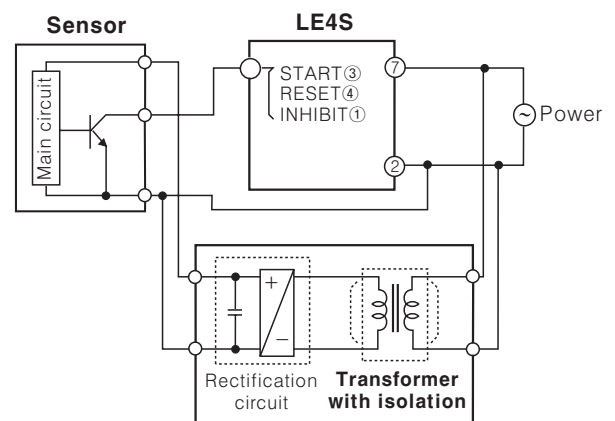 Sensor
LE4S
Main circuit
START③
RESET④
INHIBIT①
⑦
②
~
Power
+
−
Rectification
circuit
Transformer
with isolation